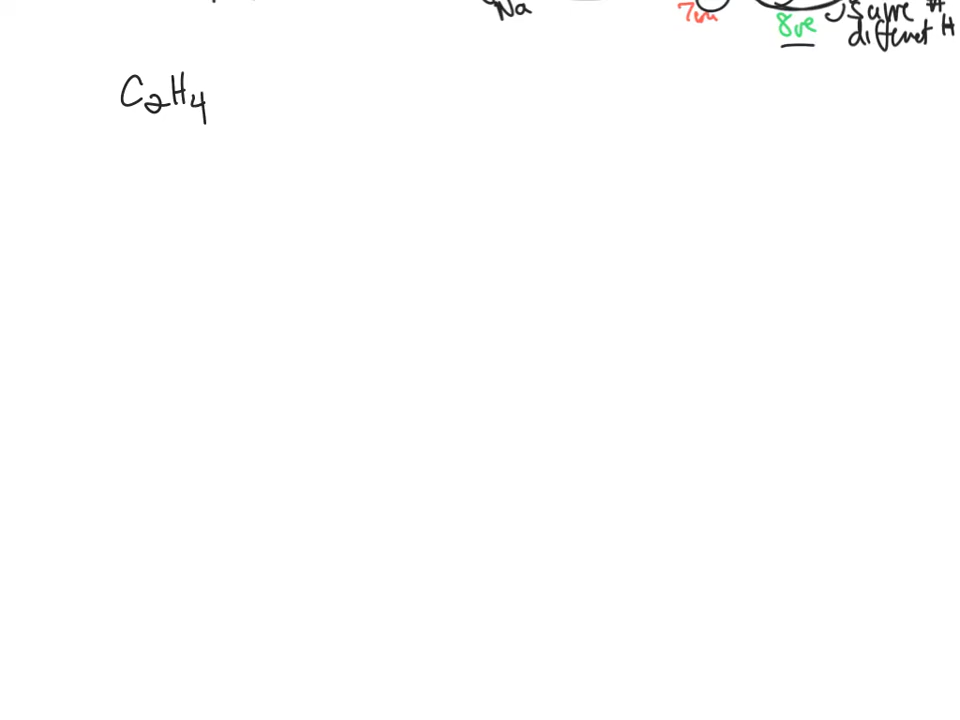 Na
7ve
8ve
same #
different H
C₂H₄